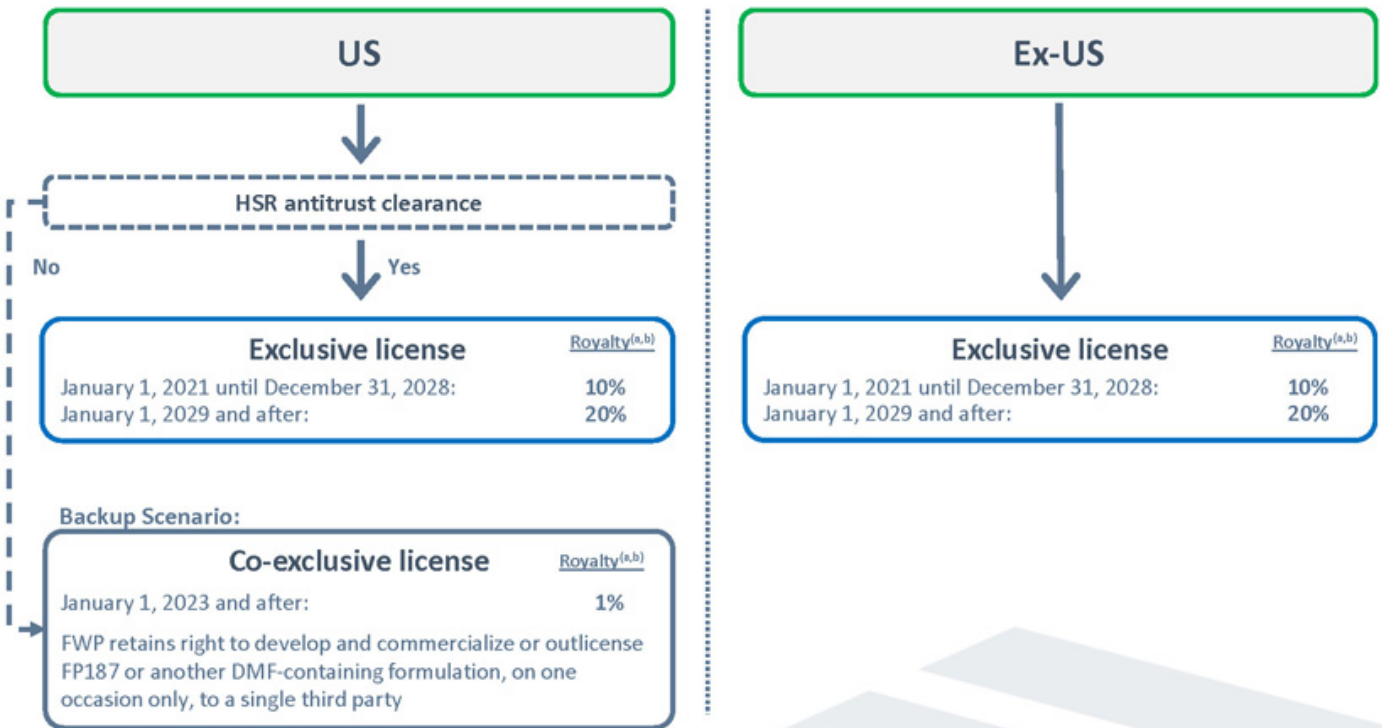 US
HSR antitrust clearance
No
Yes
Exclusive license Royalty(a,b)
January 1, 2021 until December 31, 2028: 10%
January 1, 2029 and after: 20%
Backup Scenario:
Co-exclusive license Royalty(a,b)
January 1, 2023 and after: 1%
FWP retains right to develop and commercialize or outlicense
FP187 or another DMF-containing formulation, on one
occasion only, to a single third party
Ex-US
Exclusive license Royalty(a,b)
January 1, 2021 until December 31, 2028: 10%
January 1, 2029 and after: 20%